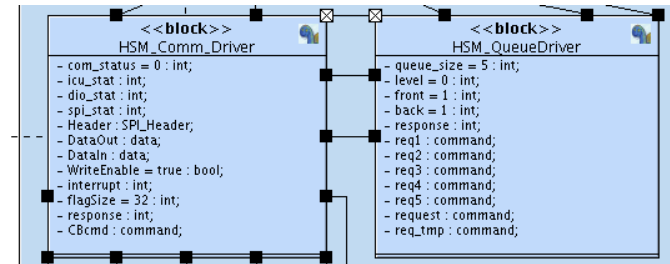 <<block>>
HSM_Comm_Driver
- com_status = 0 : int;
- icu_stat : int;
- dio_stat : int;
- spi_stat : int;
- Header : SPI_Header;
- DataOut : data;
- DataIn : data;
- WriteEnable = true : bool;
- interrupt : int;
- flagSize = 32 : int;
- response : int;
- CBcmd : command;
<<block>>
HSM_QueueDriver
- queue_size = 5 : int;
- level = 0 : int;
- front = 1 : int;
- back = 1 : int;
- response : int;
- req1 : command;
- req2 : command;
- req3 : command;
- req4 : command;
- req5 : command;
- request : command;
- req_tmp : command;